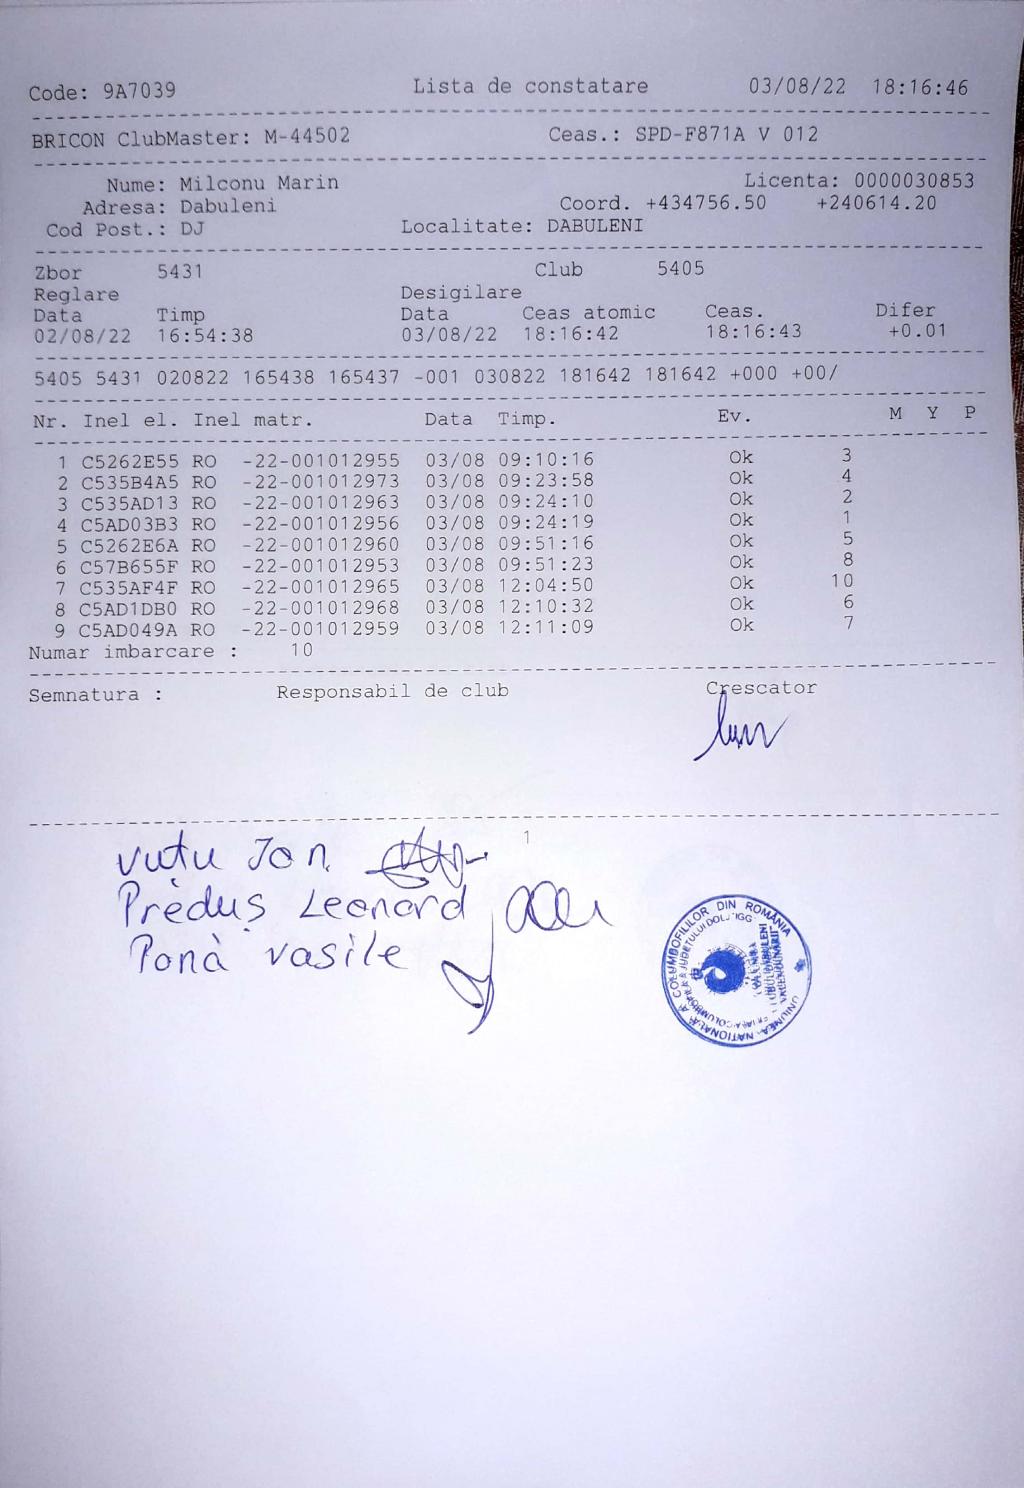 Code: 9A7039 Lista de constatare 03/08/22 18:16:46
BRICON ClubMaster: M-44502 Ceas.: SPD-F871A V 012
Nume: Milconu Marin Licenta: 0000030853
Adresa: Dabuleni Coord. +434756.50 +240614.20
Cod Post.: DJ Localitate: DABULENI
Zbor 5431 Club 5405
Reglare Desigilare
Data Timp Data Ceas atomic Ceas. Difer
02/08/22 16:54:38 03/08/22 18:16:42 18:16:43 +0.01
5405 5431 020822 165438 165437 -001 030822 181642 181642 +000 +00/
Nr. Inel el. Inel matr. Data Timp. Ev. M Y P
1 C5262E55 RO -22-001012955 03/08 09:10:16 Ok 3
2 C535B4A5 RO -22-001012973 03/08 09:23:58 Ok 4
3 C535AD13 RO -22-001012963 03/08 09:24:10 Ok 2
4 C5AD03B3 RO -22-001012956 03/08 09:24:19 Ok 1
5 C5262E6A RO -22-001012960 03/08 09:51:16 Ok 5
6 C57B655F RO -22-001012953 03/08 09:51:23 Ok 8
7 C535AF4F RO -22-001012965 03/08 12:04:50 Ok 10
8 C5AD1DB0 RO -22-001012968 03/08 12:10:32 Ok 6
9 C5AD049A RO -22-001012959 03/08 12:11:09 Ok 7
Numar imbarcare : 10
Semnatura : Responsabil de club Crescator
1
Vutu Ion
Preduș Leonard
Pona vasile
UNIUNEA NATIONALA A COLUMBOFILILOR DIN ROMÂNIA